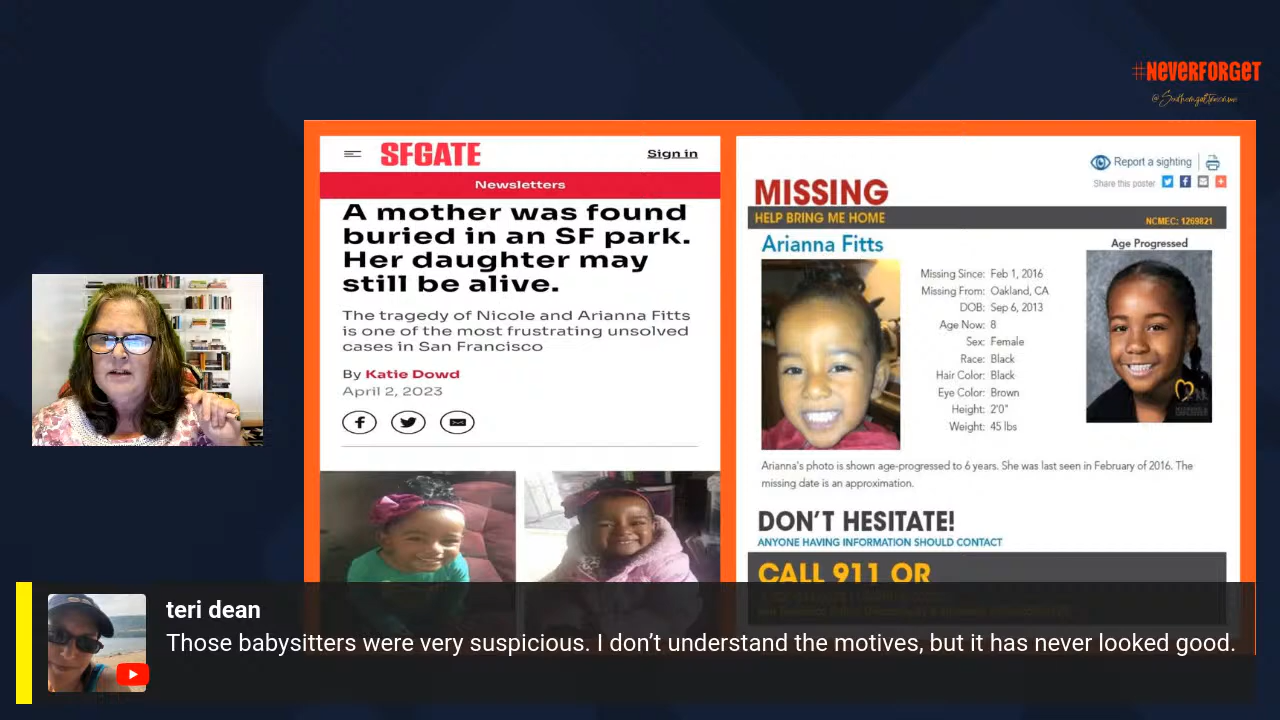 #NEVERFORGET
SFGATE
Sign in
Newsletters
A mother was found
buried in an SF park.
Her daughter may
still be alive.
The tragedy of Nicole and Arianna Fitts
is one of the most frustrating unsolved
cases in San Francisco
By Katie Dowd
April 2, 2023
Report a sighting
Share this poster
MISSING
HELP BRING ME HOME
NCMEC: 1269821
Arianna Fitts
Age Progressed
Missing Since: Feb 1, 2016
Missing From: Oakland, CA
DOB: Sep 6, 2013
Age Now: 8
Sex: Female
Race: Black
Hair Color: Black
Eye Color: Brown
Height: 2'0"
Weight: 45 lbs
Arianna's photo is shown age-progressed to 6 years. She was last seen in February of 2016. The
missing date is an approximation.
DON'T HESITATE!
ANYONE HAVING INFORMATION SHOULD CONTACT
CALL 911 OR
teri dean
Those babysitters were very suspicious. I don't understand the motives, but it has never looked good.